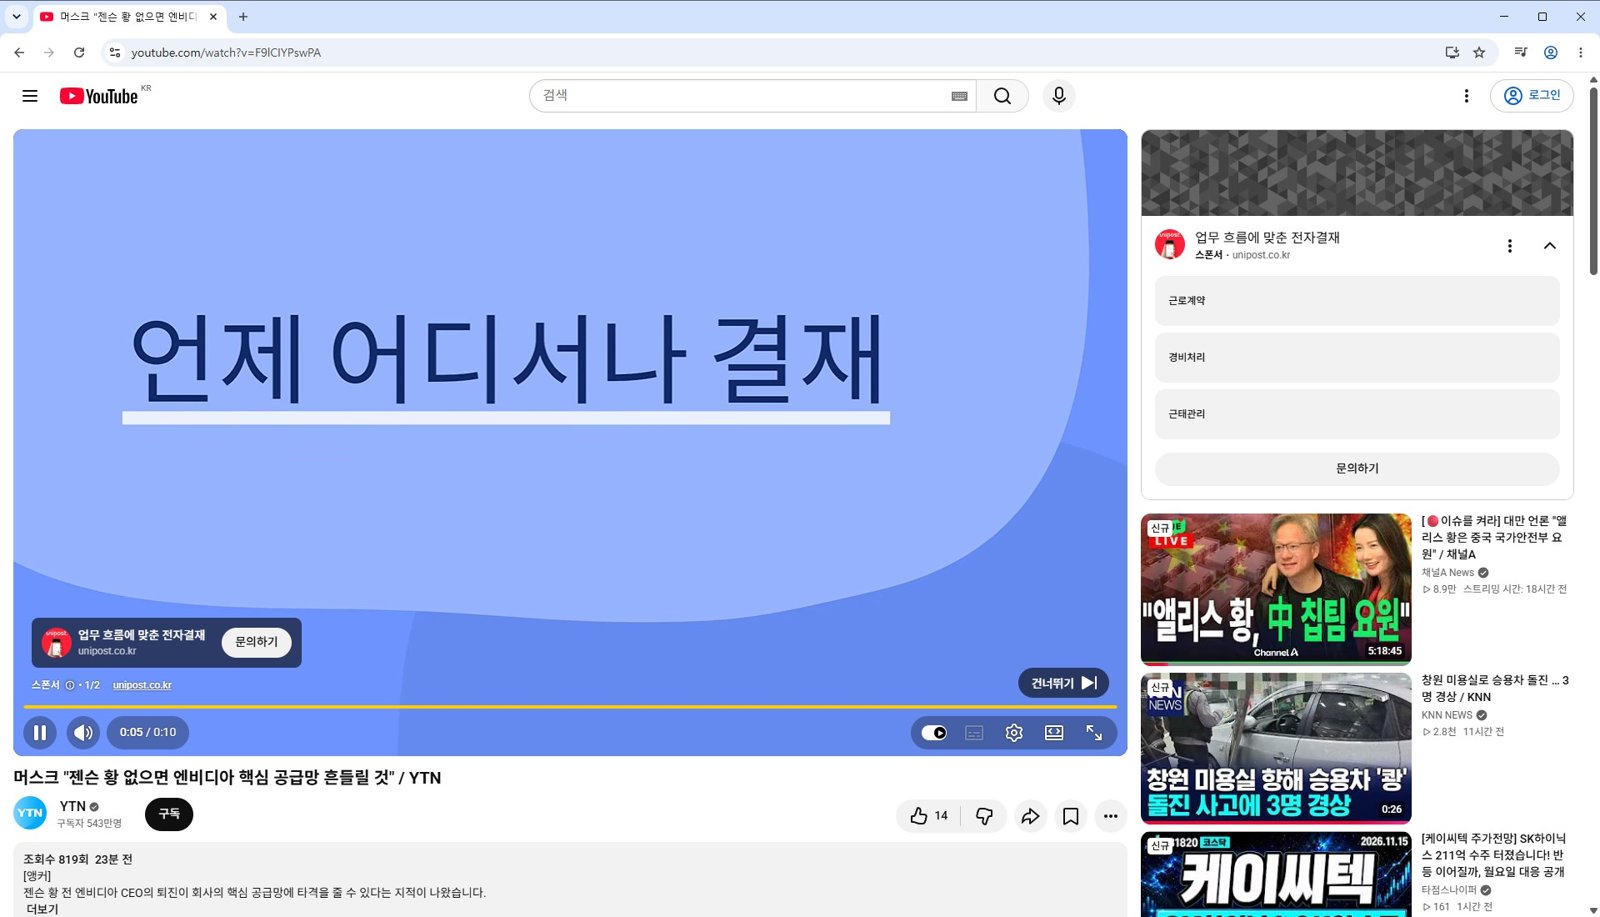 머스크 "젠슨 황 없으면 엔비디
youtube.com/watch?v=F9lCIYPswPA
YouTube KR
검색
로그인
언제 어디서나 결재
업무 흐름에 맞춘 전자결재
unipost.co.kr
문의하기
스폰서 · 1/2 unipost.co.kr
건너뛰기
0:05 / 0:10
머스크 "젠슨 황 없으면 엔비디아 핵심 공급망 흔들릴 것" / YTN
YTN
YTN
구독자 543만명
구독
14
조회수 819회 23분 전
[앵커]
젠슨 황 전 엔비디아 CEO의 퇴진이 회사의 핵심 공급망에 타격을 줄 수 있다는 지적이 나왔습니다.
더보기
unipost.
업무 흐름에 맞춘 전자결재
스폰서 · unipost.co.kr
근로계약
경비처리
근태관리
문의하기
신규
LIVE
"앨리스 황, 中 칩팀 요원"
Channel A
5:18:45
[🔴이슈를 켜라] 대만 언론 "앨
리스 황은 중국 국가안전부 요
원" / 채널A
채널A News
8.9만 스트리밍 시간: 18시간 전
신규
KNN
NEWS
창원 미용실 향해 승용차 '쾅'
돌진 사고에 3명 경상
0:26
창원 미용실로 승용차 돌진 ... 3
명 경상 / KNN
KNN NEWS
2.8천 11시간 전
신규
1820 코스닥
2026.11.15
케이씨텍
[케이씨텍 주가전망] SK하이닉
스 211억 수주 터졌습니다! 반
등 이어질까, 월요일 대응 공개
타점스나이퍼
161 1시간 전